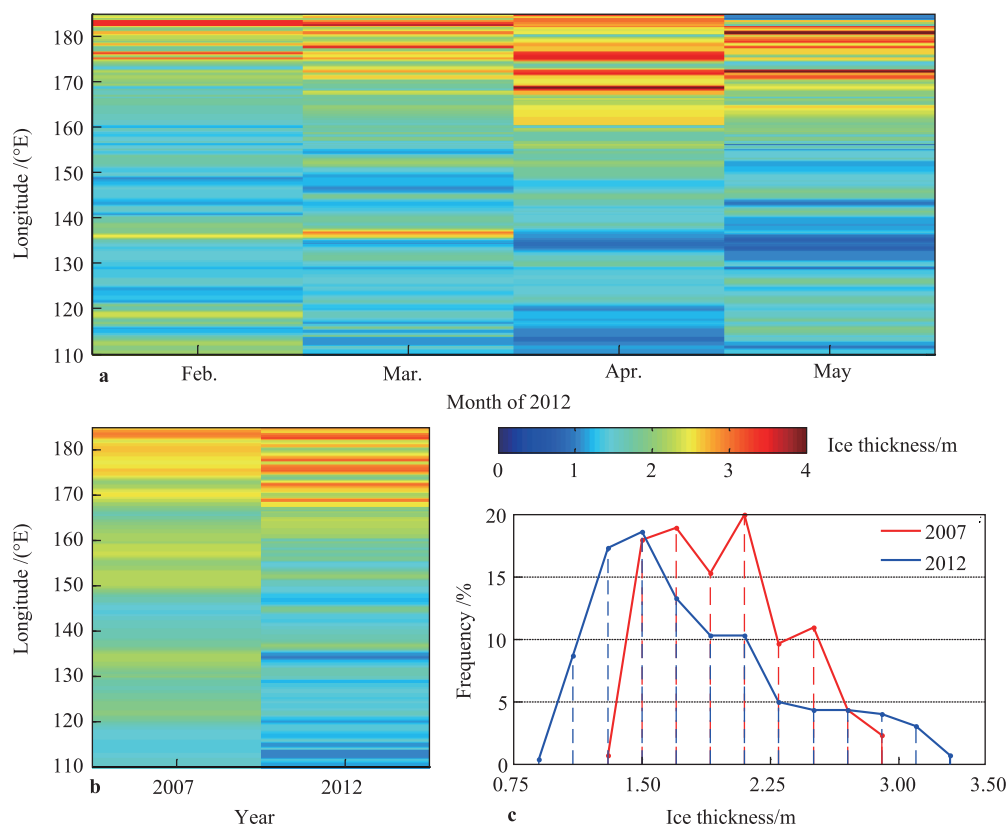 180
170
160
150
140
130
120
110
Longitude /(°E)
a
Feb.
Mar.
Apr.
May
Month of 2012
180
170
160
150
140
130
120
110
Longitude /(°E)
b
2007
2012
Year
0
1
2
3
4
Ice thickness/m
20
15
10
5
0
Frequency /%
2007
2012
0.75
1.50
2.25
3.00
3.50
c
Ice thickness/m